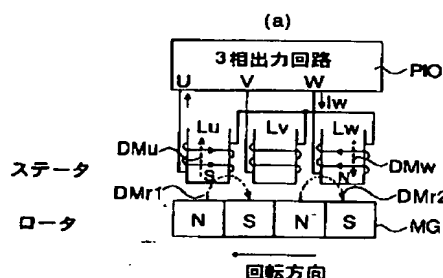 (a)
3相出力回路
PIO
U V W
Iw
Lu Lv Lw
DMu
DMw
S
N
ステータ
DMr1
DMr2
ロータ
N S N S
MG
回転方向